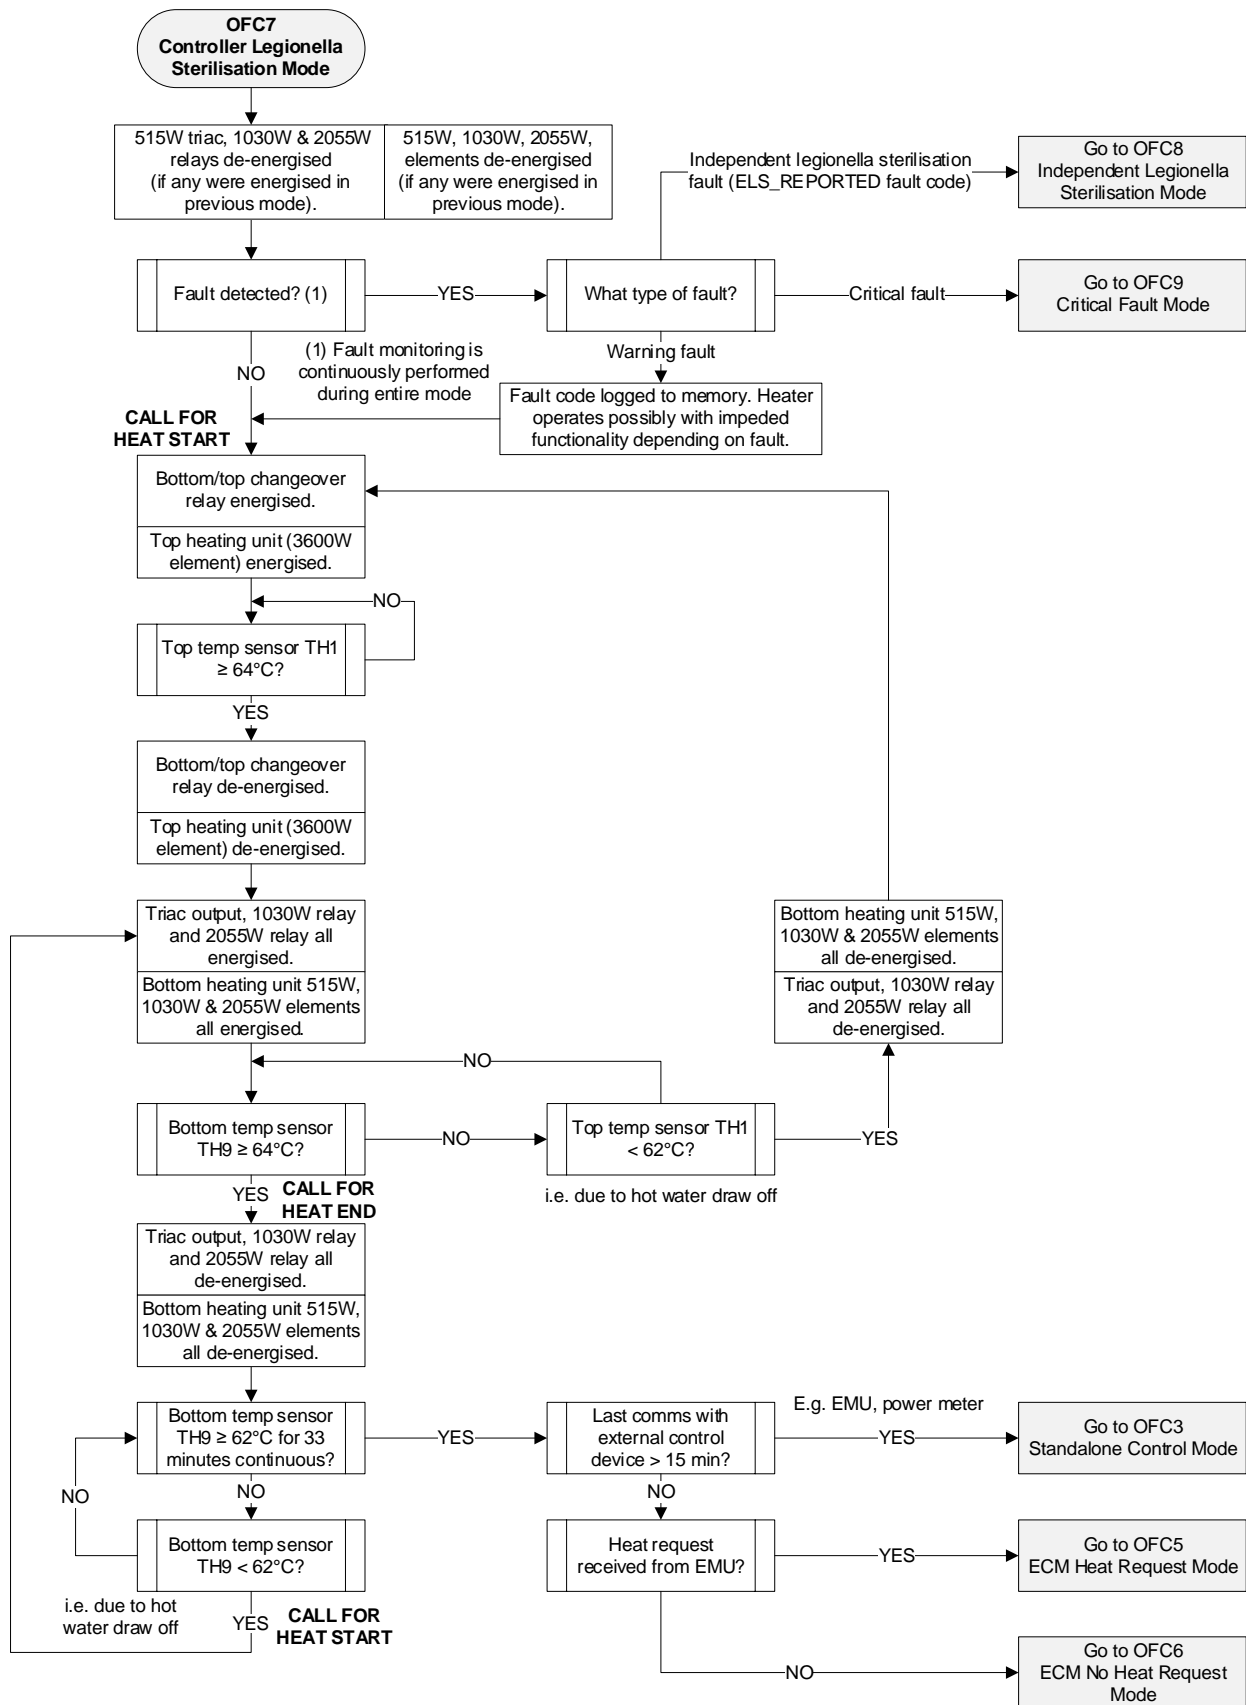 OFC7
Controller Legionella
Sterilisation Mode
515W triac, 1030W & 2055W
relays de-energised
(if any were energised in
previous mode).
515W, 1030W, 2055W,
elements de-energised
(if any were energised in
previous mode).
Independent legionella sterilisation
fault (ELS_REPORTED fault code)
Go to OFC8
Independent Legionella
Sterilisation Mode
Fault detected? (1)
YES
What type of fault?
Critical fault
Go to OFC9
Critical Fault Mode
NO
(1) Fault monitoring is
continuously performed
during entire mode
Warning fault
Fault code logged to memory. Heater
operates possibly with impeded
functionality depending on fault.
CALL FOR
HEAT START
Bottom/top changeover
relay energised.
Top heating unit (3600W
element) energised.
NO
Top temp sensor TH1
≥ 64°C?
YES
Bottom/top changeover
relay de-energised.
Top heating unit (3600W
element) de-energised.
Triac output, 1030W relay
and 2055W relay all
energised.
Bottom heating unit 515W,
1030W & 2055W elements
all energised.
Bottom heating unit 515W,
1030W & 2055W elements
all de-energised.
Triac output, 1030W relay
and 2055W relay all
de-energised.
NO
Bottom temp sensor
TH9 ≥ 64°C?
NO
Top temp sensor TH1
< 62°C?
YES
i.e. due to hot water draw off
YES
CALL FOR
HEAT END
Triac output, 1030W relay
and 2055W relay all
de-energised.
Bottom heating unit 515W,
1030W & 2055W elements
all de-energised.
Bottom temp sensor
TH9 ≥ 62°C for 33
minutes continuous?
YES
Last comms with
external control
device > 15 min?
E.g. EMU, power meter
YES
Go to OFC3
Standalone Control Mode
NO
NO
NO
Bottom temp sensor
TH9 < 62°C?
Heat request
received from EMU?
YES
Go to OFC5
ECM Heat Request Mode
i.e. due to hot
water draw off
YES
CALL FOR
HEAT START
NO
Go to OFC6
ECM No Heat Request
Mode